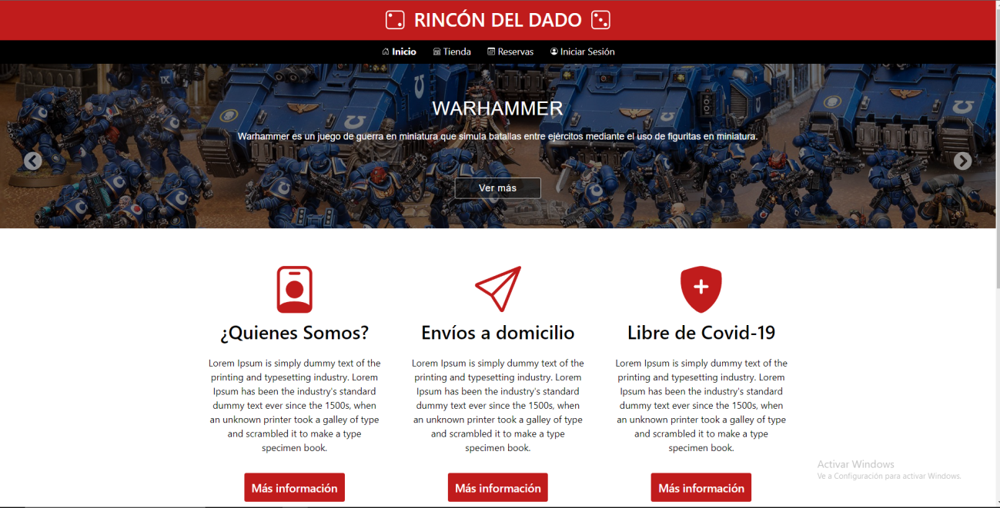 RINCÓN DEL DADO
Inicio Tienda Reservas Iniciar Sesión
WARHAMMER
Warhammer es un juego de guerra en miniatura que simula batallas entre ejércitos mediante el uso de figuritas en miniatura.
Ver más
¿Quienes Somos?
Lorem Ipsum is simply dummy text of the
printing and typesetting industry. Lorem
Ipsum has been the industry's standard
dummy text ever since the 1500s, when
an unknown printer took a galley of type
and scrambled it to make a type
specimen book.
Más información
Envíos a domicilio
Lorem Ipsum is simply dummy text of the
printing and typesetting industry. Lorem
Ipsum has been the industry's standard
dummy text ever since the 1500s, when
an unknown printer took a galley of type
and scrambled it to make a type
specimen book.
Más información
Libre de Covid-19
Lorem Ipsum is simply dummy text of the
printing and typesetting industry. Lorem
Ipsum has been the industry's standard
dummy text ever since the 1500s, when
an unknown printer took a galley of type
and scrambled it to make a type
specimen book.
Más información
Activar Windows
Ve a Configuración para activar Windows.
IX